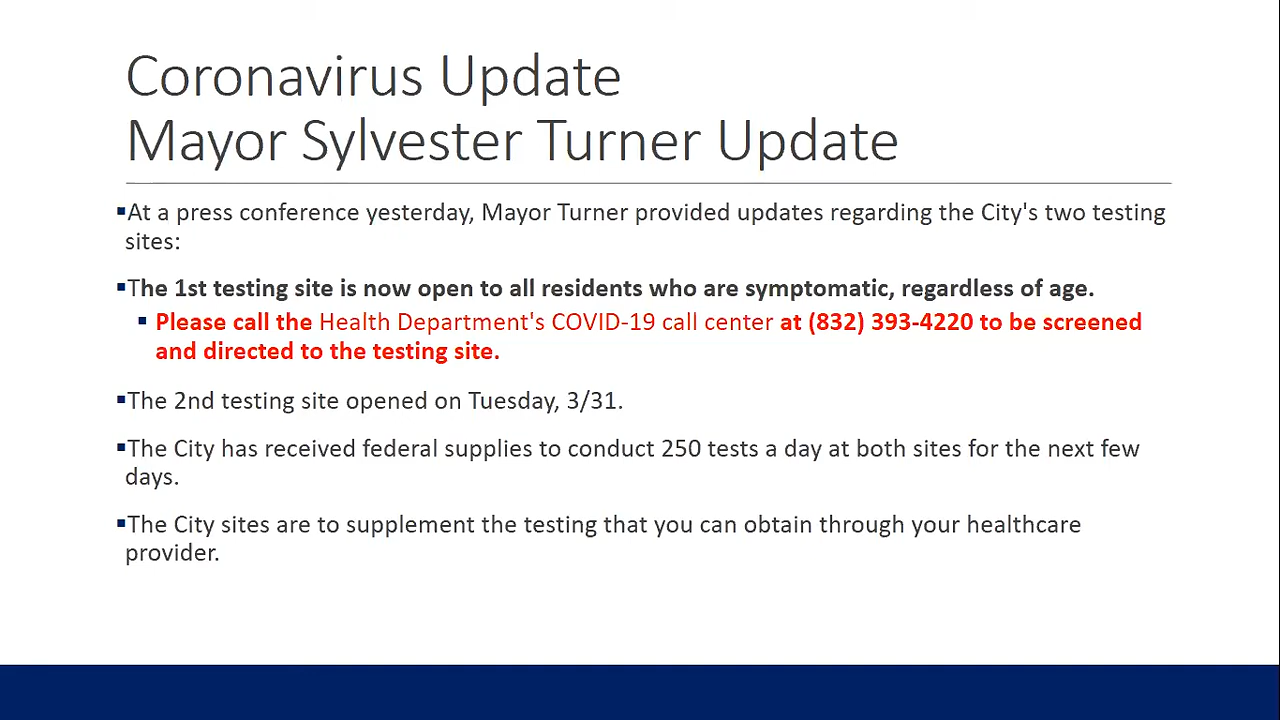 Coronavirus Update
Mayor Sylvester Turner Update
▪At a press conference yesterday, Mayor Turner provided updates regarding the City's two testing
sites:
▪The 1st testing site is now open to all residents who are symptomatic, regardless of age.
▪ Please call the Health Department's COVID-19 call center at (832) 393-4220 to be screened
and directed to the testing site.
▪The 2nd testing site opened on Tuesday, 3/31.
▪The City has received federal supplies to conduct 250 tests a day at both sites for the next few
days.
▪The City sites are to supplement the testing that you can obtain through your healthcare
provider.